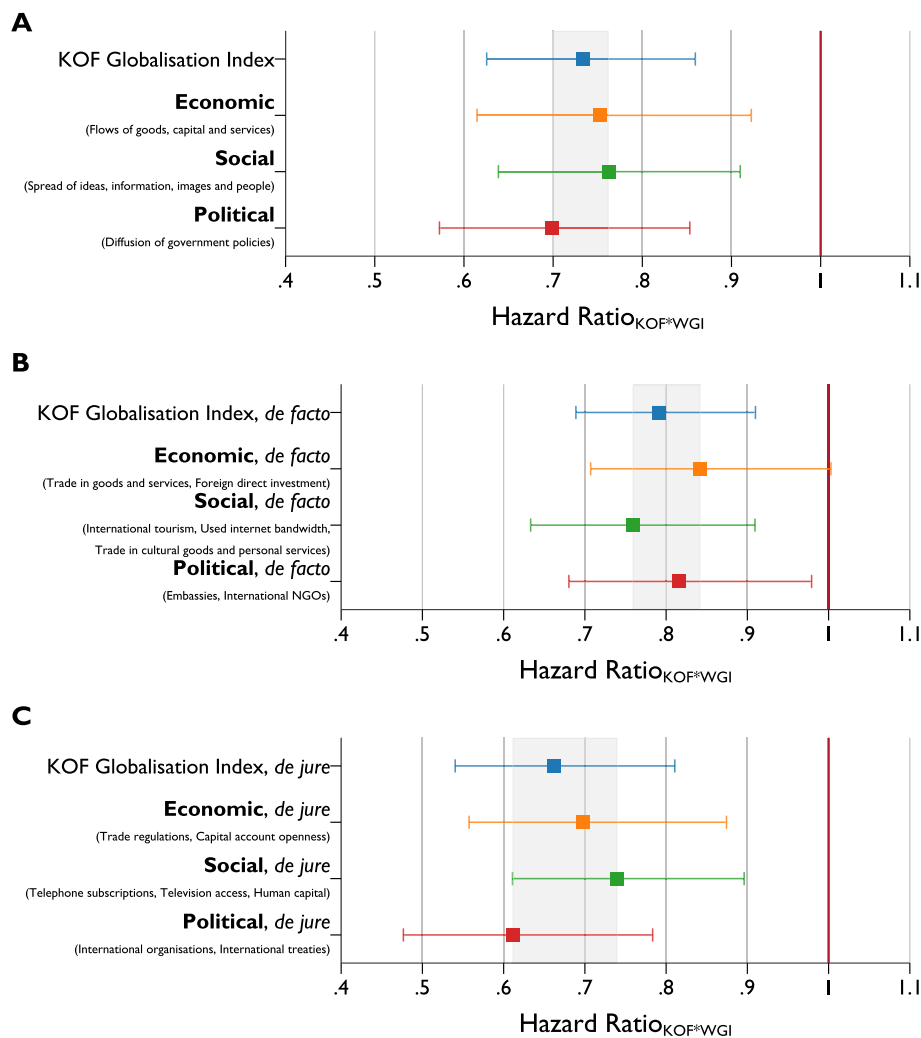 A
KOF Globalisation Index
Economic
(Flows of goods, capital and services)
Social
(Spread of ideas, information, images and people)
Political
(Diffusion of government policies)
.4 .5 .6 .7 .8 .9 1 1.1
Hazard Ratio KOF*WGI
B
KOF Globalisation Index, de facto
Economic, de facto
(Trade in goods and services, Foreign direct investment)
Social, de facto
(International tourism, Used internet bandwidth,
Trade in cultural goods and personal services)
Political, de facto
(Embassies, International NGOs)
.4 .5 .6 .7 .8 .9 1 1.1
Hazard Ratio KOF*WGI
C
KOF Globalisation Index, de jure
Economic, de jure
(Trade regulations, Capital account openness)
Social, de jure
(Telephone subscriptions, Television access, Human capital)
Political, de jure
(International organisations, International treaties)
.4 .5 .6 .7 .8 .9 1 1.1
Hazard Ratio KOF*WGI